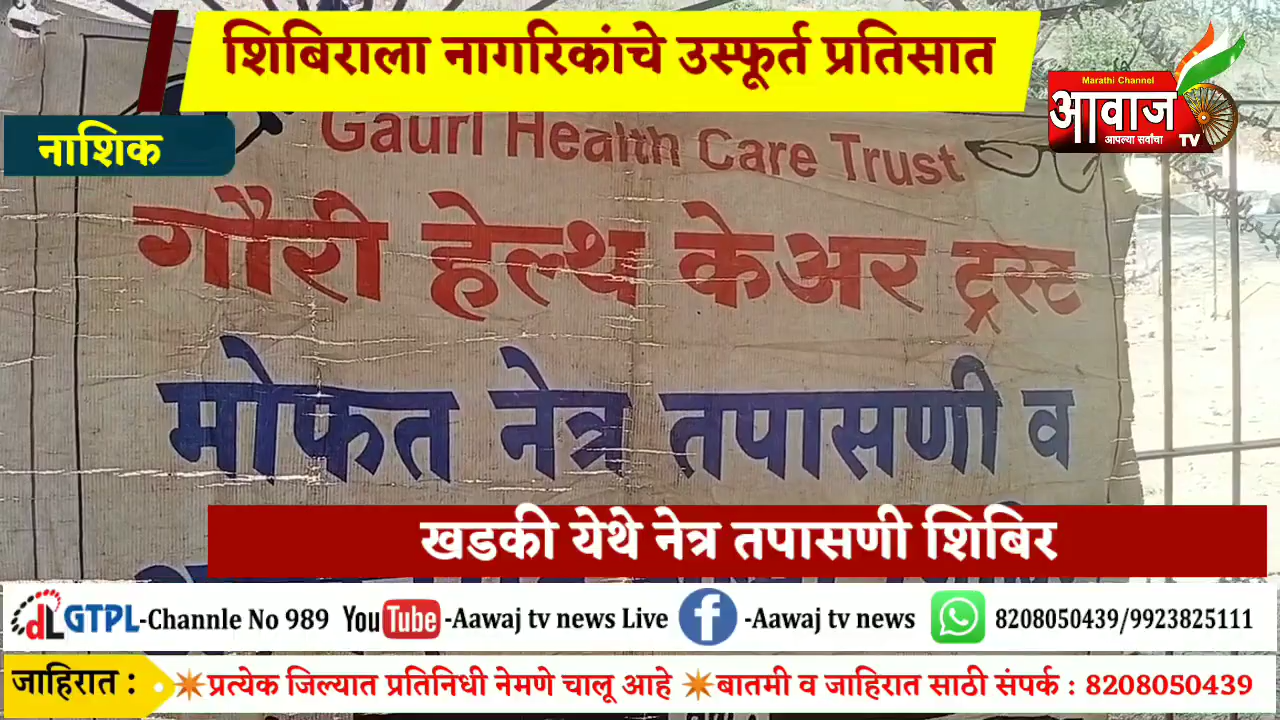 शिबिराला नागरिकांचे उस्फूर्त प्रतिसात
Marathi Channel
आवाज
आपल्या सर्वांचा
TV
नाशिक
Gauri Health Care Trust
गौरी हेल्थ केअर ट्रस्ट
मोफत नेत्र तपासणी व
खडकी येथे नेत्र तपासणी शिबिर
GTPL-Channle No 989 YouTube -Aawaj tv news Live -Aawaj tv news 8208050439/9923825111
जाहिरात : प्रत्येक जिल्यात प्रतिनिधी नेमणे चालू आहे बातमी व जाहिरात साठी संपर्क : 8208050439